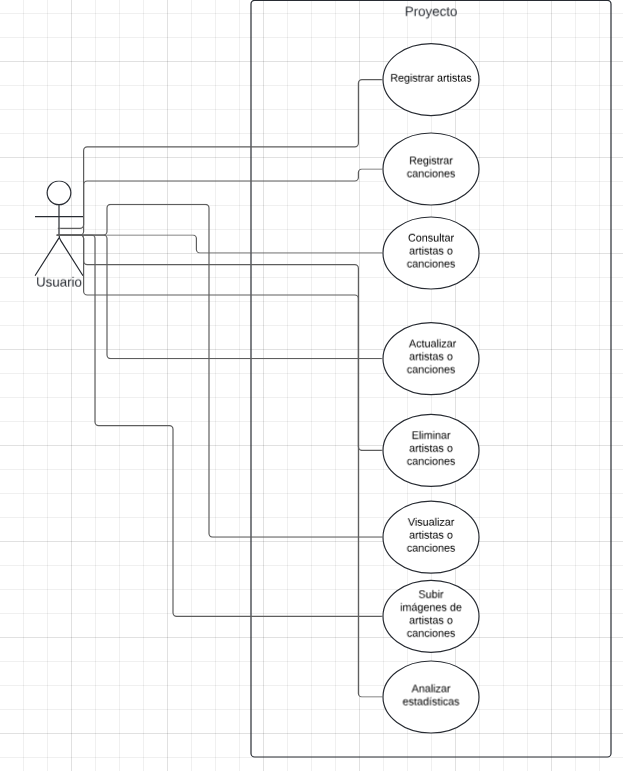 Proyecto
Registrar artistas
Registrar
canciones
Consultar
artistas o
canciones
Usuario
Actualizar
artistas o
canciones
Eliminar
artistas o
canciones
Visualizar
artistas o
canciones
Subir
imágenes de
artistas o
canciones
Analizar
estadísticas